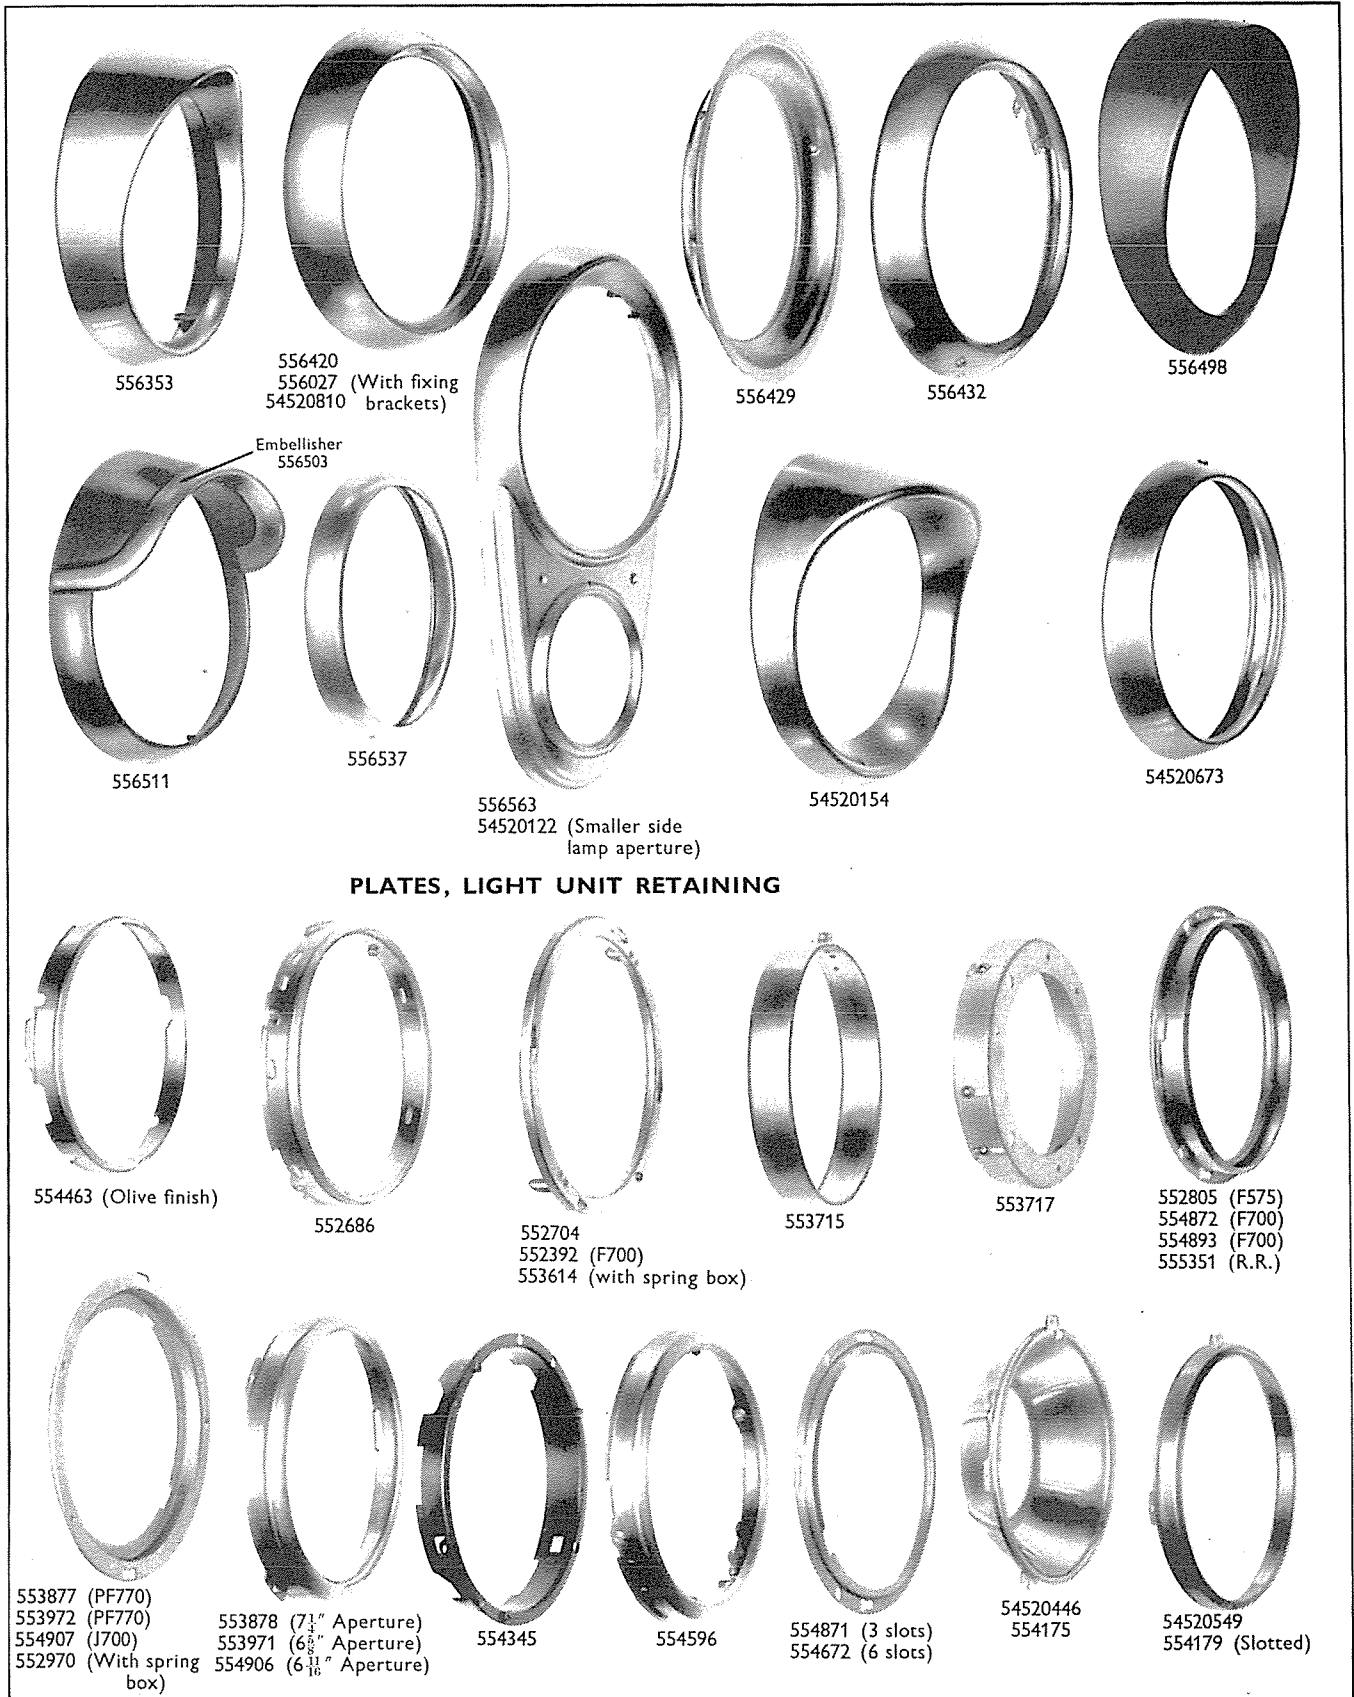 556353
556420
556027 (With fixing
54520810 brackets)
556429
556432
556498
Embellisher
556503
556511
556537
556563
54520122 (Smaller side
lamp aperture)
54520154
54520673
PLATES, LIGHT UNIT RETAINING
554463 (Olive finish)
552686
552704
552392 (F700)
553614 (with spring box)
553715
553717
552805 (F575)
554872 (F700)
554893 (F700)
555351 (R.R.)
553877 (PF770)
553972 (PF770)
554907 (J700)
552970 (With spring
box)
553878 (7¼″ Aperture)
553971 (6⅝″ Aperture)
554906 (6 11/16″ Aperture)
554345
554596
554871 (3 slots)
554672 (6 slots)
54520446
554175
54520549
554179 (Slotted)